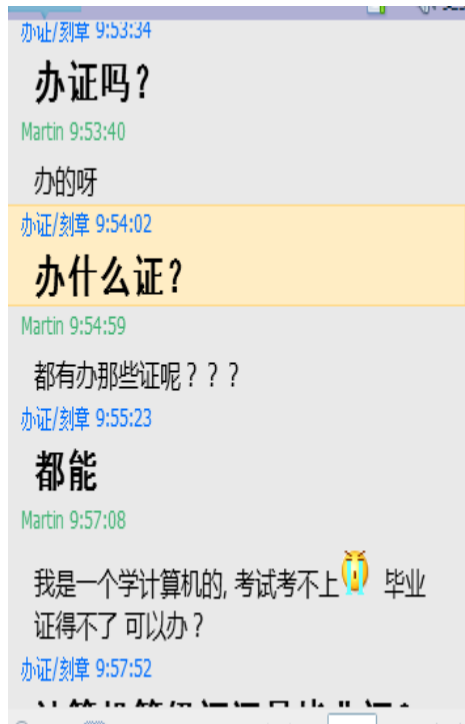 办证/刻章 9:53:34
办证吗？
Martin 9:53:40
办的呀
办证/刻章 9:54:02
办什么证？
Martin 9:54:59
都有办那些证呢？？？
办证/刻章 9:55:23
都能
Martin 9:57:08
我是一个学计算机的, 考试考不上 毕业
证得不了 可以办？
办证/刻章 9:57:52